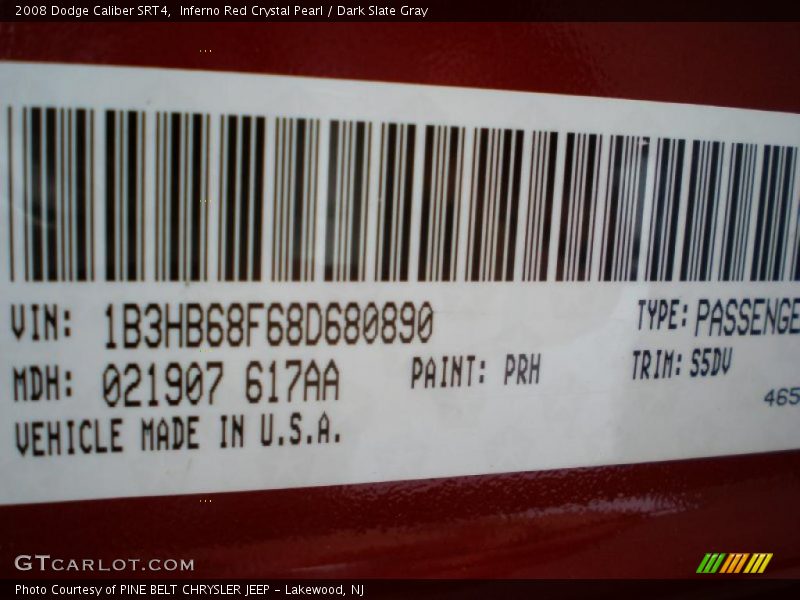 2008 Dodge Caliber SRT4,  Inferno Red Crystal Pearl / Dark Slate Gray
VIN: 1B3HB68F68D680890 TYPE: PASSENGE
MDH: 021907 617AA PAINT: PRH TRIM: S5DV
465
VEHICLE MADE IN U.S.A.
GTCARLOT.COM
Photo Courtesy of PINE BELT CHRYSLER JEEP - Lakewood, NJ